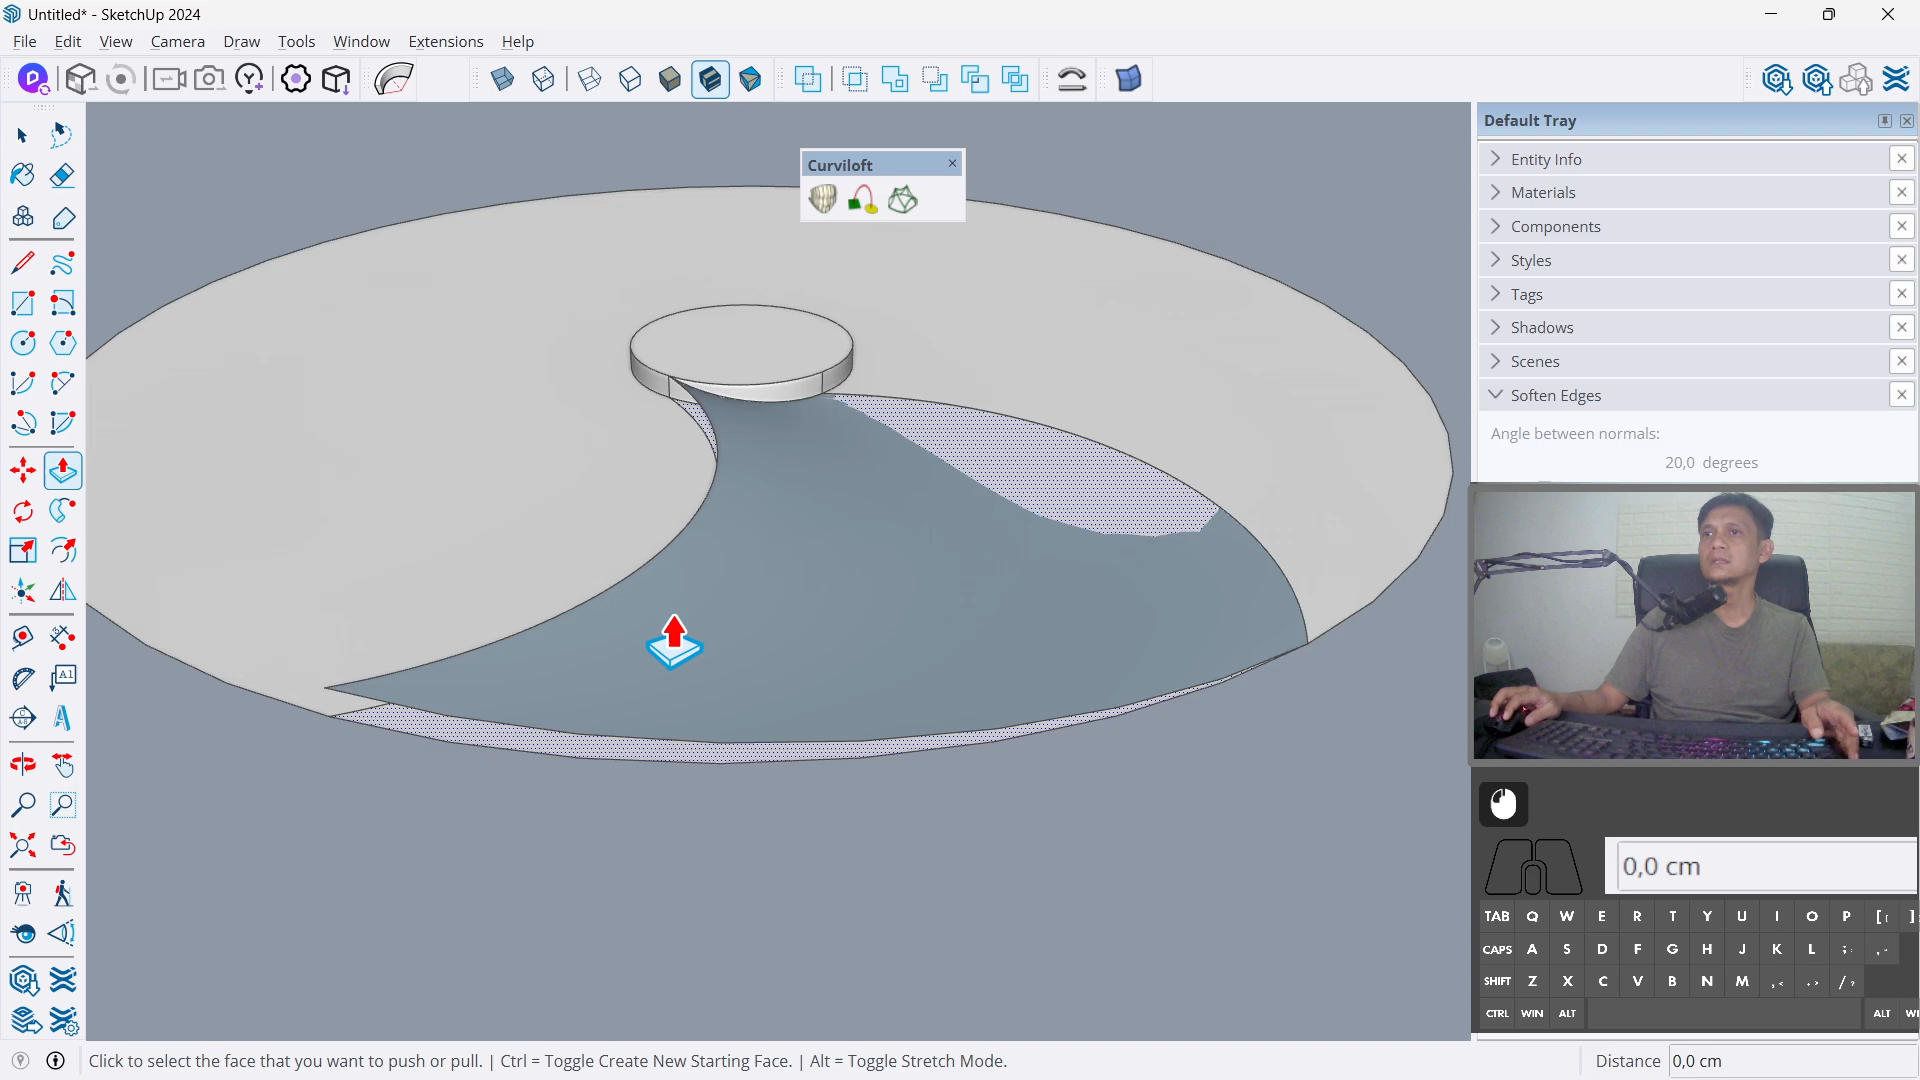 Untitled* - SketchUp 2024
File Edit View Camera Draw Tools Window Extensions Help
Default Tray
Curviloft
Entity Info
Materials
Components
Styles
Tags
Shadows
Scenes
Soften Edges
Angle between normals:
20,0 degrees
A1
0,0 cm
TAB Q W E R T Y U I O P [ ]
CAPS A S D F G H J K L ; :
SHIFT Z X C V B N M , < . > / ?
CTRL WIN ALT ALT WI
Click to select the face that you want to push or pull. | Ctrl = Toggle Create New Starting Face. | Alt = Toggle Stretch Mode.
Distance 0,0 cm